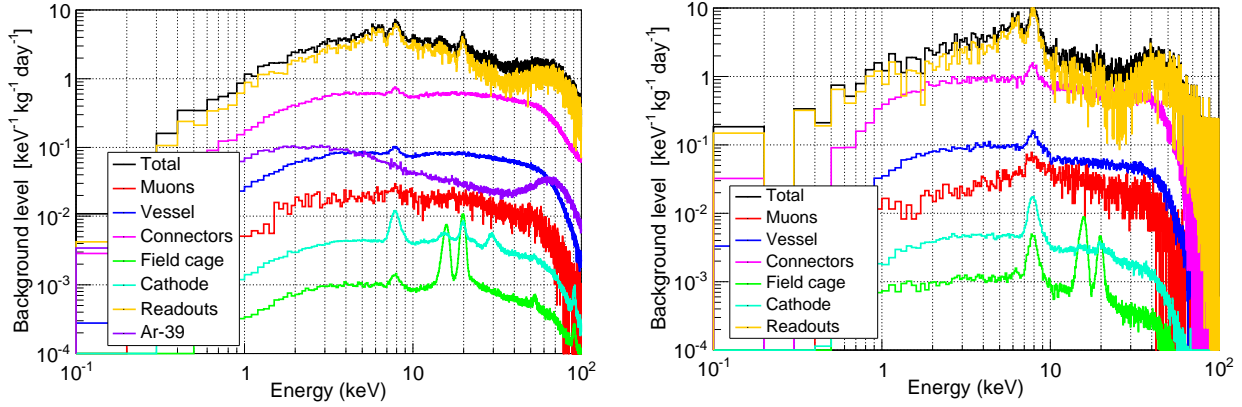 Background level [keV⁻¹ kg⁻¹ day⁻¹]
10
1
10⁻¹
10⁻²
10⁻³
10⁻⁴
Total
Muons
Vessel
Connectors
Field cage
Cathode
Readouts
Ar-39
10⁻¹
1
10
10²
Energy (keV)
Background level [keV⁻¹ kg⁻¹ day⁻¹]
10
1
10⁻¹
10⁻²
10⁻³
10⁻⁴
Total
Muons
Vessel
Connectors
Field cage
Cathode
Readouts
10⁻¹
1
10
10²
Energy (keV)